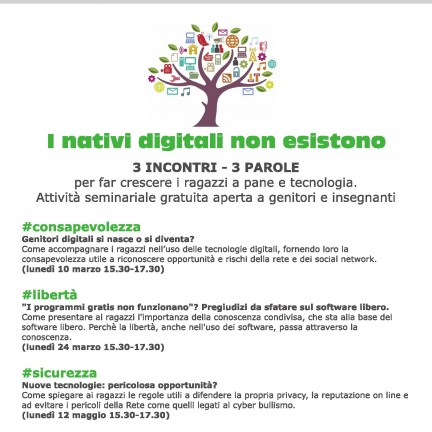 I nativi digitali non esistono
3 INCONTRI - 3 PAROLE
per far crescere i ragazzi a pane e tecnologia.
Attività seminariale gratuita aperta a genitori e insegnanti
#consapevolezza
Genitori digitali si nasce o si diventa?
Come accompagnare i ragazzi nell'uso delle tecnologie digitali, fornendo loro la
consapevolezza utile a riconoscere opportunità e rischi della rete e dei social network.
(lunedì 10 marzo 15.30-17.30)
#libertà
"I programmi gratis non funzionano"? Pregiudizi da sfatare sul software libero.
Come presentare ai ragazzi l'importanza della conoscenza condivisa, che sta alla base del
software libero. Perchè la libertà, anche nell'uso dei software, passa attraverso la
conoscenza.
(lunedì 24 marzo 15.30-17.30)
#sicurezza
Nuove tecnologie: pericolosa opportunità?
Come spiegare ai ragazzi le regole utili a difendere la propria privacy, la reputazione on line e
ad evitare i pericoli della Rete come quelli legati al cyber bullismo.
(lunedì 12 maggio 15.30-17.30)